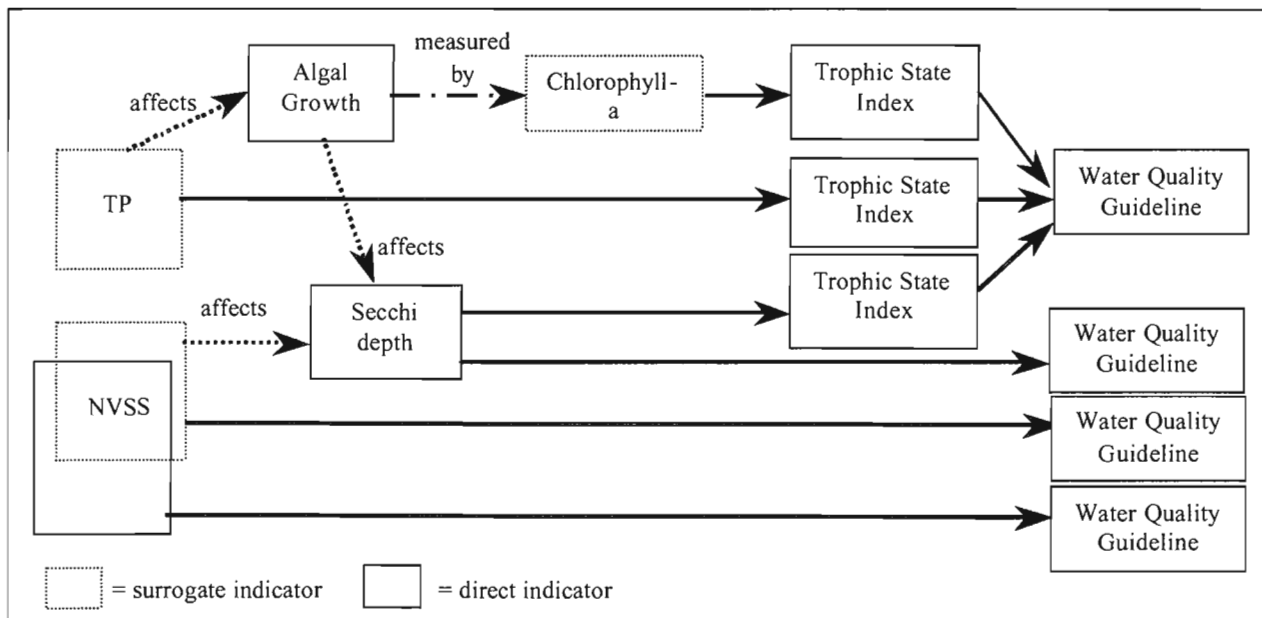 measured
by
Algal
Growth
Chlorophyll-
a
Trophic State
Index
affects
TP
Trophic State
Index
Water Quality
Guideline
affects
Trophic State
Index
affects
Secchi
depth
Water Quality
Guideline
NVSS
Water Quality
Guideline
Water Quality
Guideline
= surrogate indicator
= direct indicator